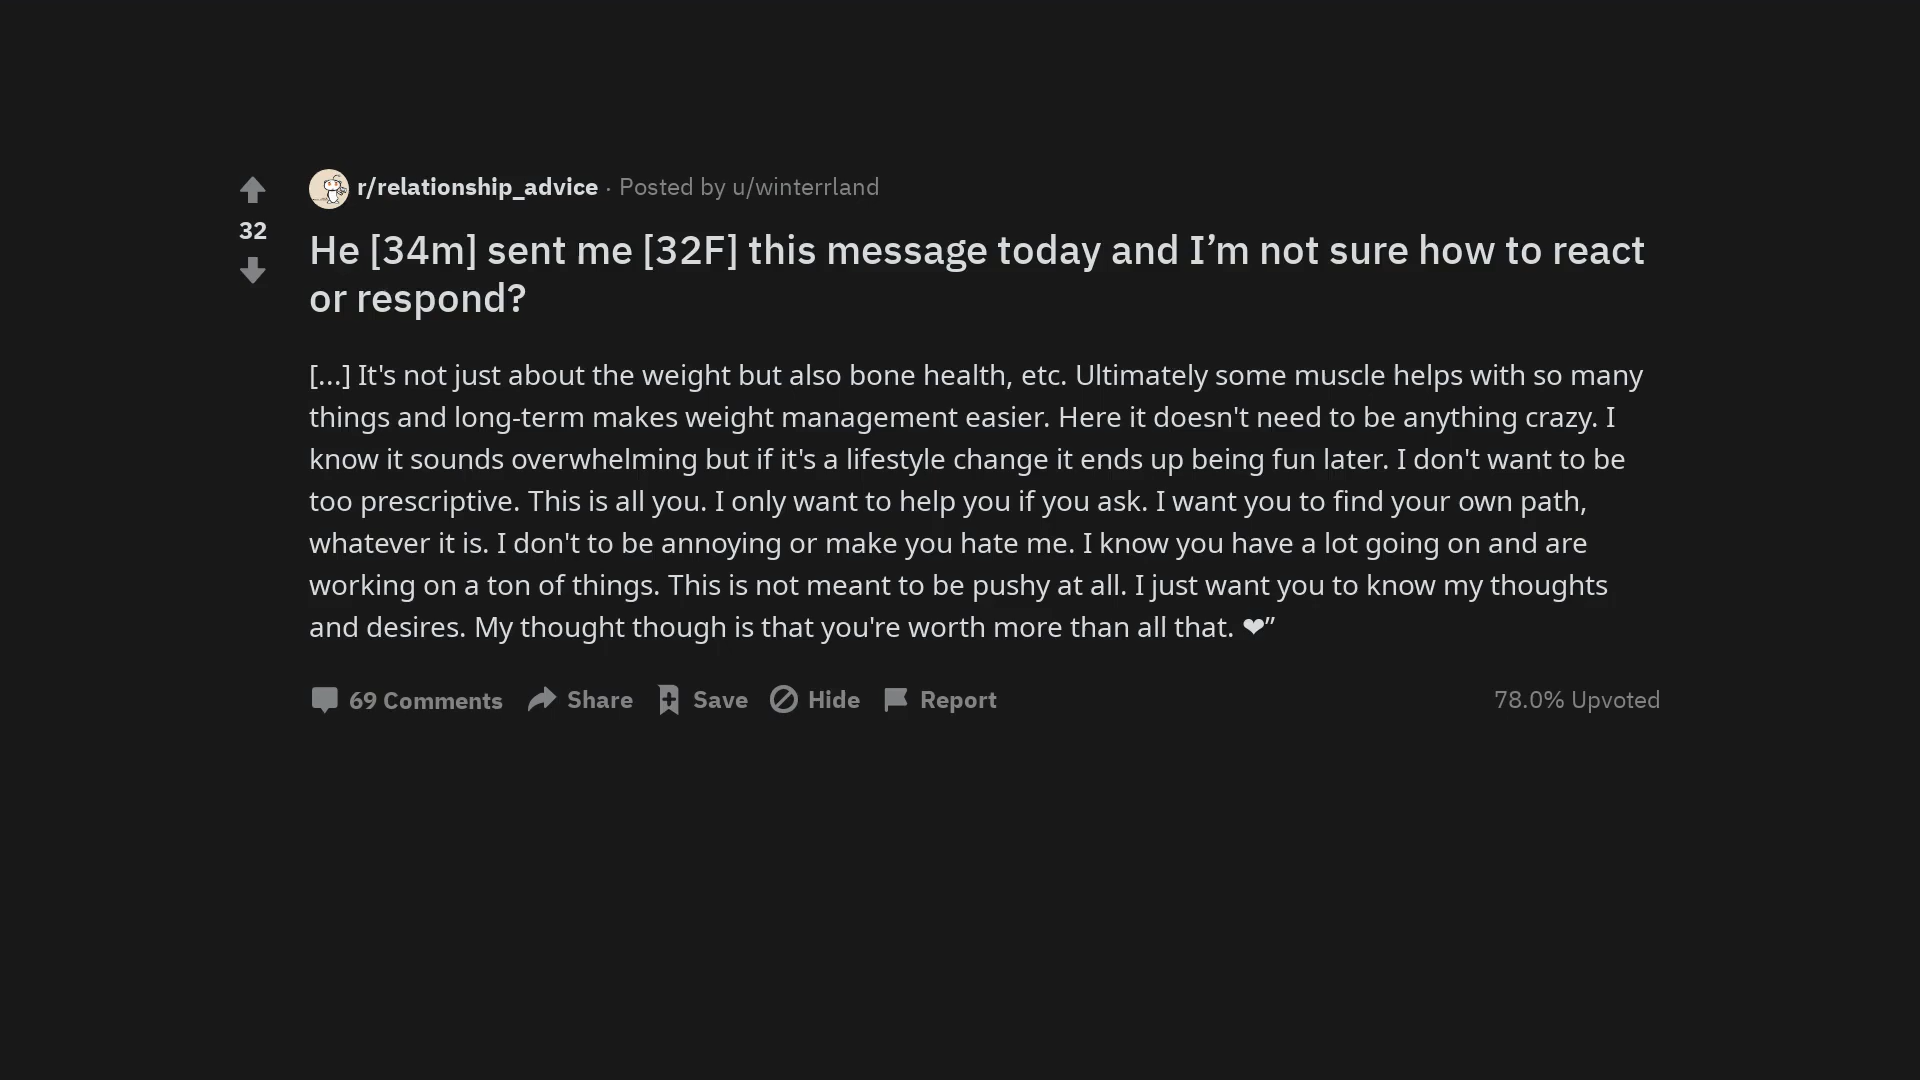 r/relationship_advice · Posted by u/winterrland
32
He [34m] sent me [32F] this message today and I’m not sure how to react
or respond?
[...] It's not just about the weight but also bone health, etc. Ultimately some muscle helps with so many
things and long-term makes weight management easier. Here it doesn't need to be anything crazy. I
know it sounds overwhelming but if it's a lifestyle change it ends up being fun later. I don't want to be
too prescriptive. This is all you. I only want to help you if you ask. I want you to find your own path,
whatever it is. I don't to be annoying or make you hate me. I know you have a lot going on and are
working on a ton of things. This is not meant to be pushy at all. I just want you to know my thoughts
and desires. My thought though is that you're worth more than all that. ❤”
69 Comments Share Save Hide Report 78.0% Upvoted